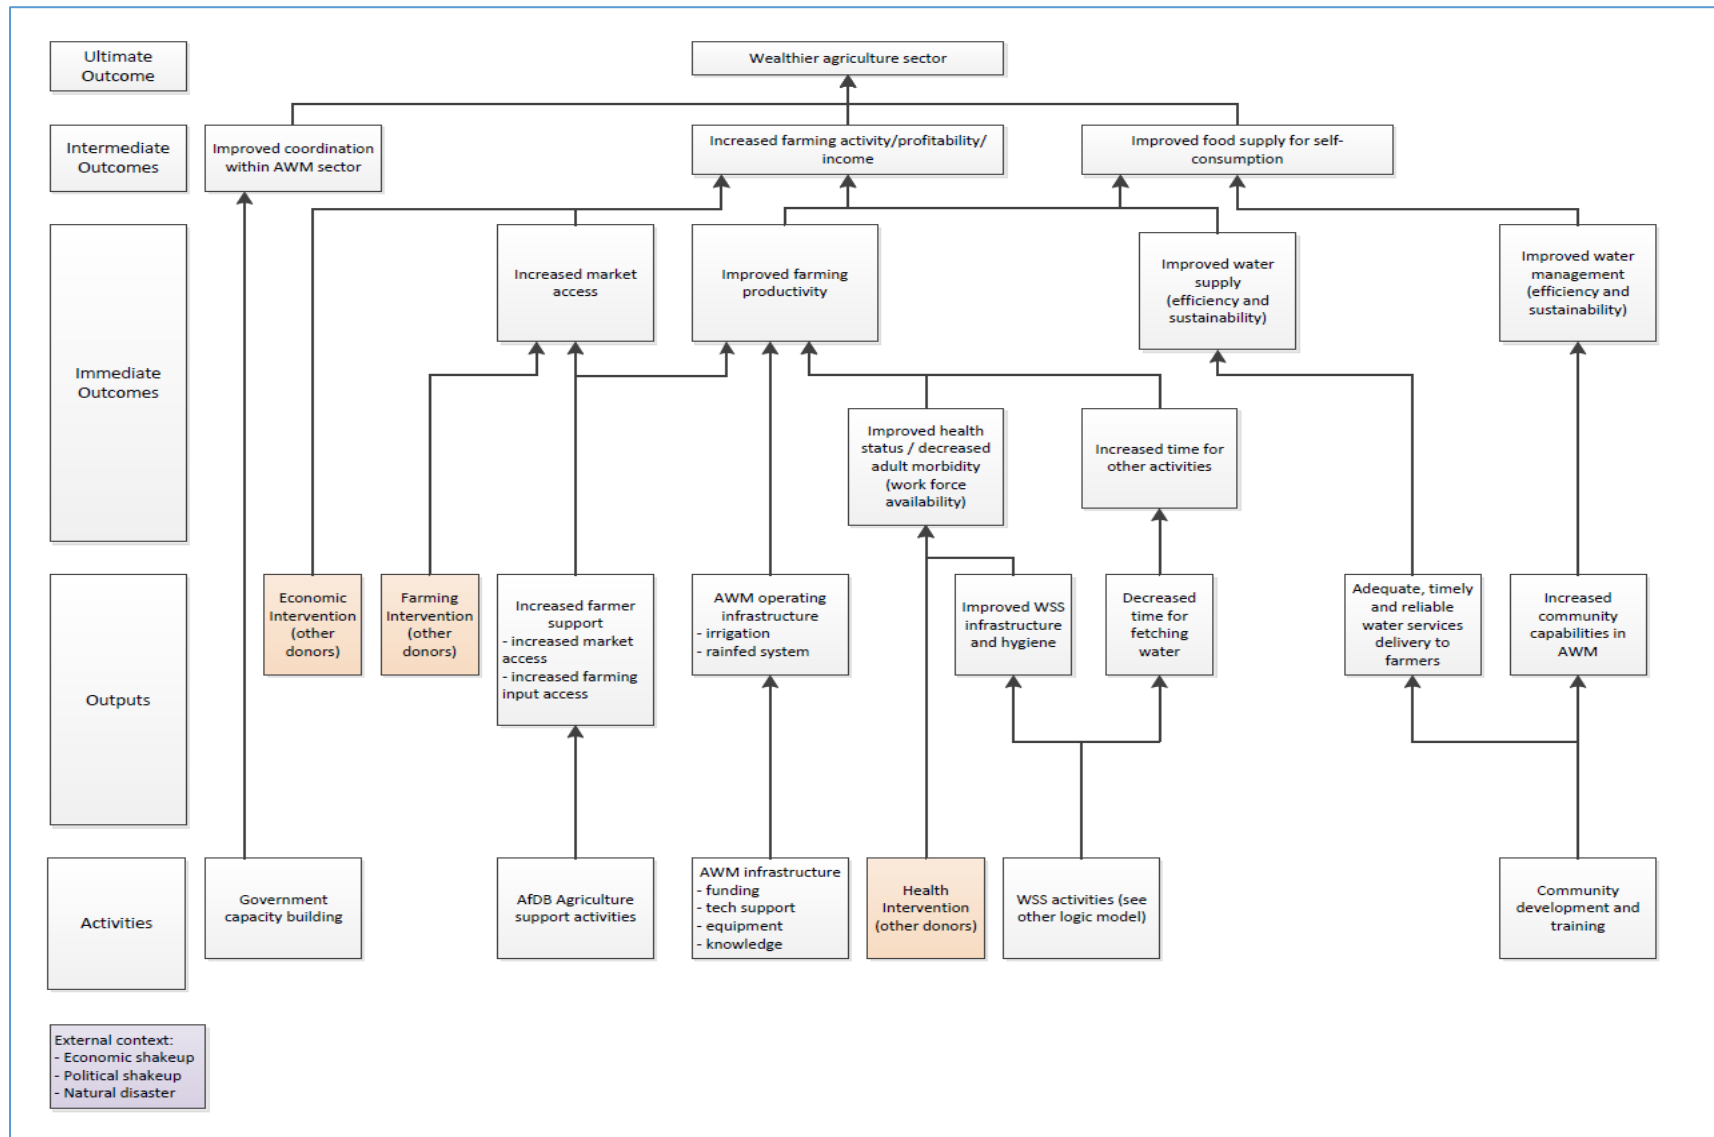 Ultimate
Outcome
Wealthier agriculture sector
Intermediate
Outcomes
Improved coordination
within AWM sector
Increased farming activity/profitability/
income
Improved food supply for self-
consumption
Immediate
Outcomes
Increased market
access
Improved farming
productivity
Improved water
supply
(efficiency and
sustainability)
Improved water
management
(efficiency and
sustainability)
Improved health
status / decreased
adult morbidity
(work force
availability)
Increased time for
other activities
Outputs
Economic
Intervention
(other
donors)
Farming
Intervention
(other
donors)
Increased farmer
support
- increased market
access
- increased farming
input access
AWM operating
infrastructure
- irrigation
- rainfed system
Improved WSS
infrastructure
and hygiene
Decreased
time for
fetching
water
Adequate, timely
and reliable
water services
delivery to
farmers
Increased
community
capabilities in
AWM
Activities
Government
capacity building
AfDB Agriculture
support activities
AWM infrastructure
- funding
- tech support
- equipment
- knowledge
Health
Intervention
(other donors)
WSS activities (see
other logic model)
Community
development and
training
External context:
- Economic shakeup
- Political shakeup
- Natural disaster